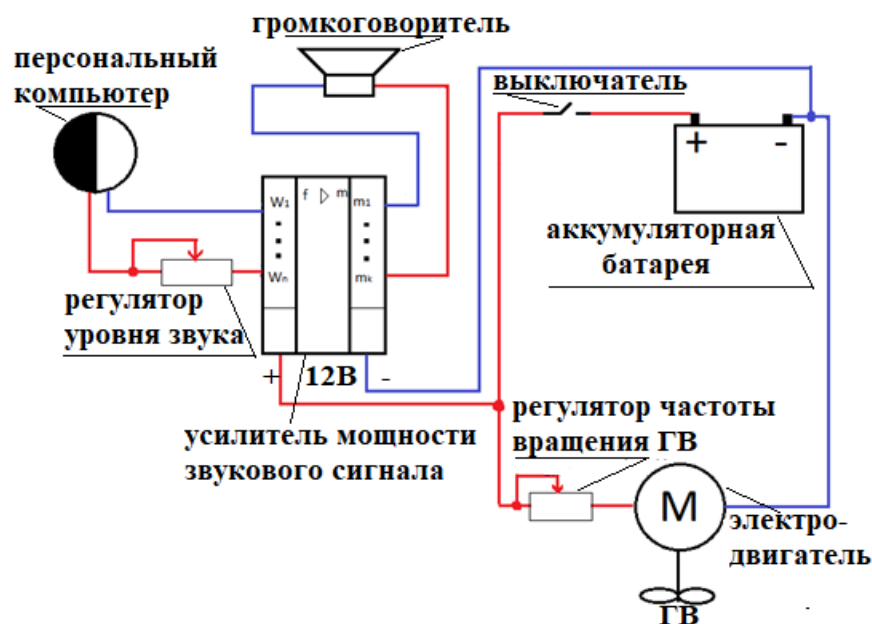 громкоговоритель
персональный
компьютер
выключатель
+ -
W1
f ▷ m
m1
Wn
mk
аккумуляторная
батарея
регулятор
уровня звука
+ 12В -
усилитель мощности
звукового сигнала
регулятор частоты
вращения ГВ
М
электро-
двигатель
ГВ